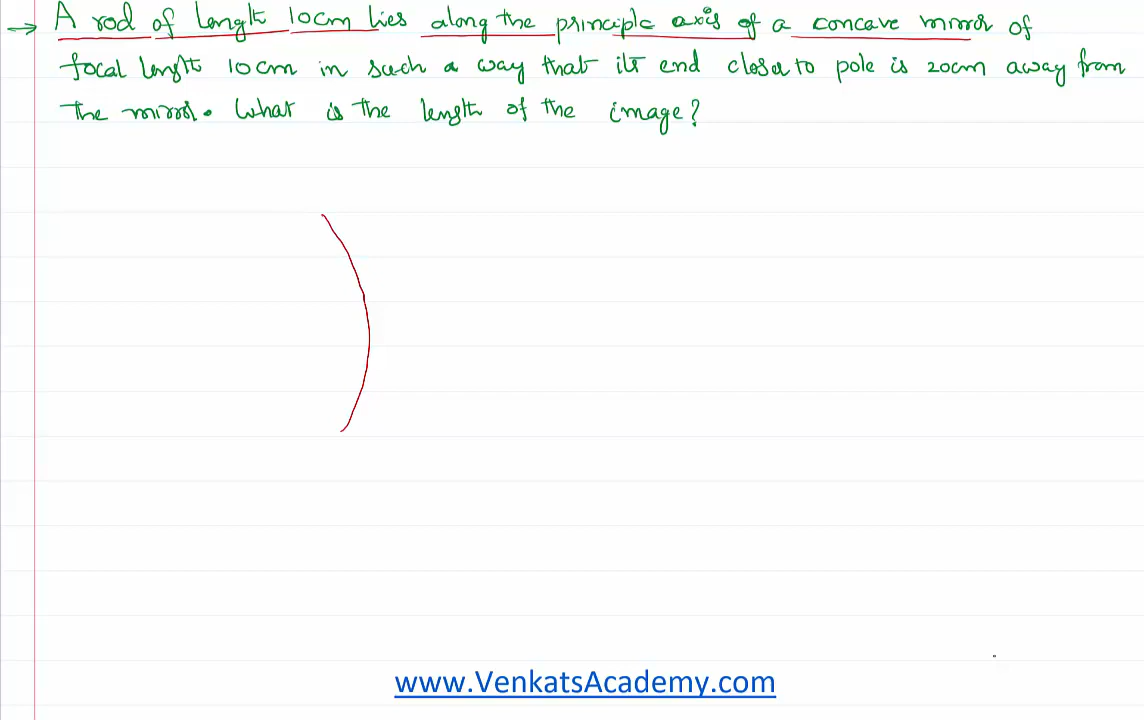 → A rod of length 10cm lies along the principle axis of a concave mirror of
focal length 10cm in such a way that its end closer to pole is 20cm away from
the mirror. What is the length of the image?
www.VenkatsAcademy.com